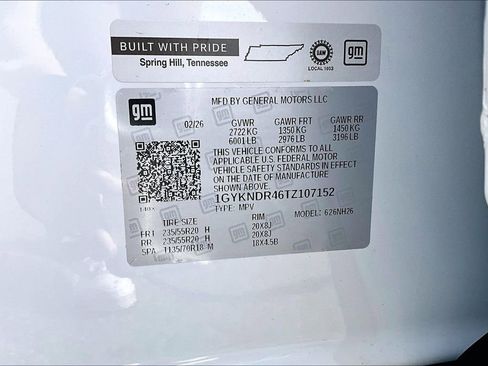 BUILT WITH PRIDE
Spring Hill, Tennessee
UAW
LOCAL 1853
gm
gm
MFD BY GENERAL MOTORS LLC
02/26 GVWR GAWR FRT GAWR RR
2722 KG 1350 KG 1450 KG
6001 LB 2976 LB 3196 LB
THIS VEHICLE CONFORMS TO ALL
APPLICABLE U.S. FEDERAL MOTOR
VEHICLE SAFETY STANDARDS IN EFFECT
ON THE DATE OF MANUFACTURE
SHOWN ABOVE.
1GYKNDR46TZ107152
TYPE: MPV MODEL: 626NH26
TIRE SIZE RIM
FRT 235/55R20 H 20X8J
RR 235/55R20 H 20X8J
SPA T135/70R18 M 18X4.5B